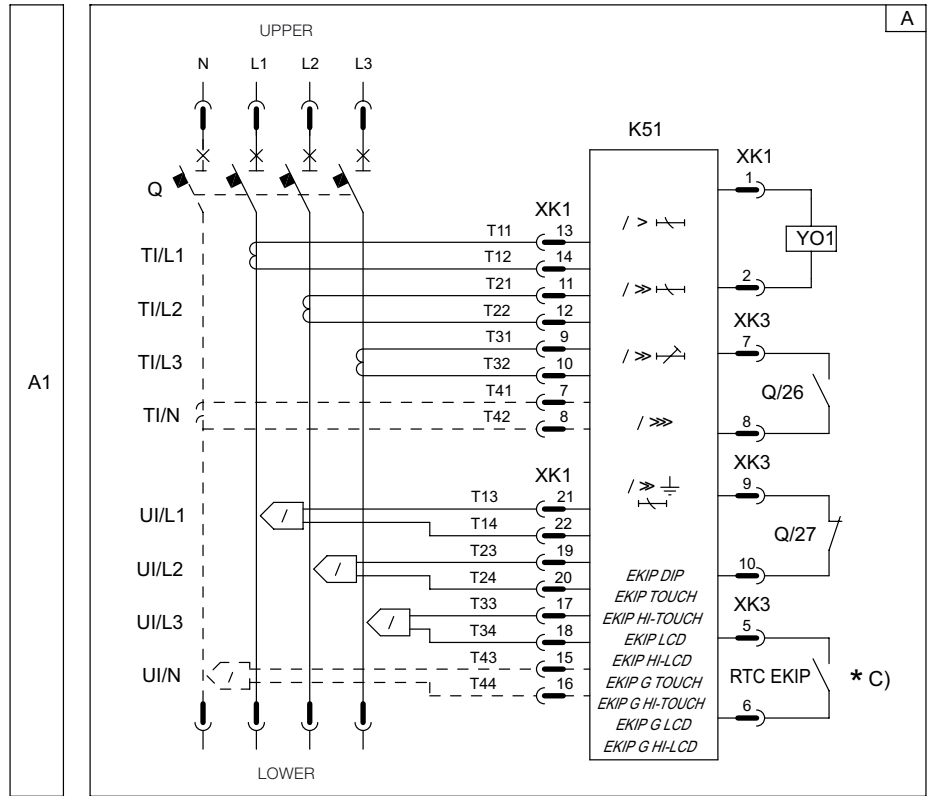 A
UPPER
N L1 L2 L3
K51
XK1
1
Q
XK1
T11 13
/ >
YO1
TI/L1
T12 14
T21 11
/ >>
2
TI/L2
T22 12
XK3
T31 9
7
/ >>
TI/L3
T32 10
A1
T41 7
Q/26
TI/N
T42 8
/ >>>
8
XK1
XK3
/ >>
9
T13 21
UI/L1
T14 22
Q/27
T23 19
UI/L2
T24 20
EKIP DIP
10
EKIP TOUCH
T33 17
EKIP HI-TOUCH
XK3
UI/L3
/
T34 18
EKIP LCD
5
T43 15
EKIP HI-LCD
UI/N
T44 16
EKIP G TOUCH
RTC EKIP
* C)
EKIP G HI-TOUCH
6
EKIP G LCD
EKIP G HI-LCD
LOWER